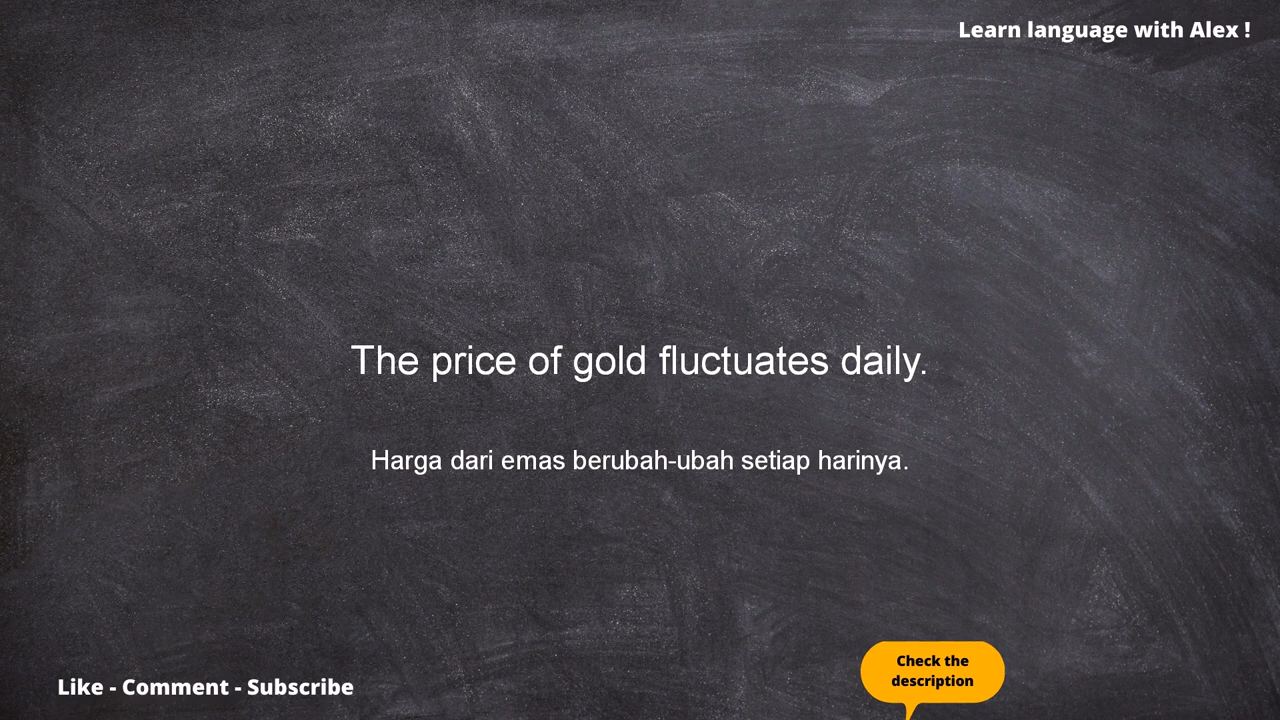 Learn language with Alex !
The price of gold fluctuates daily.
Harga dari emas berubah-ubah setiap harinya.
Check the
description
Like - Comment - Subscribe